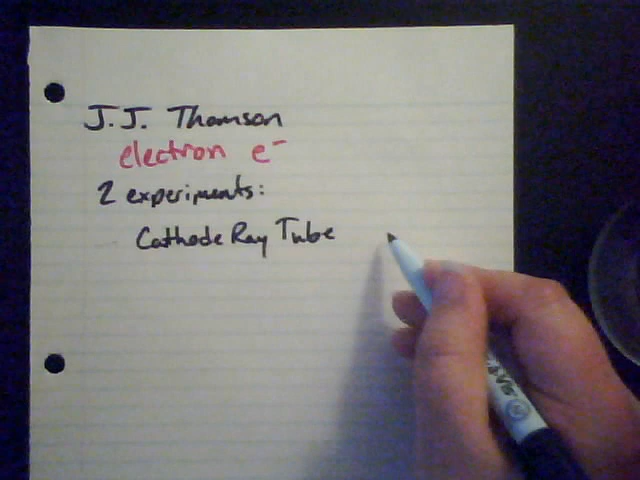 J.J. Thomson
electron e⁻
2 experiments:
Cathode Ray Tube